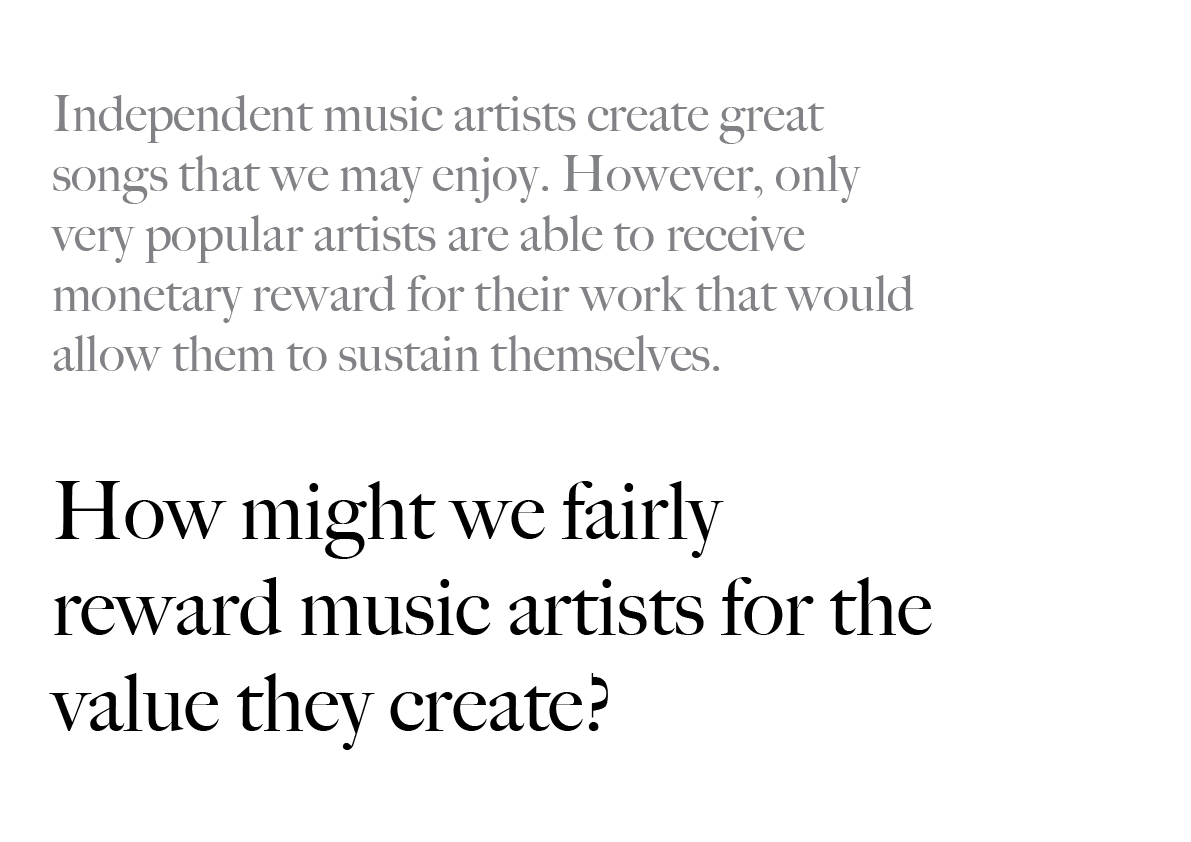 Independent music artists create great
songs that we may enjoy. However, only
very popular artists are able to receive
monetary reward for their work that would
allow them to sustain themselves.
How might we fairly
reward music artists for the
value they create?